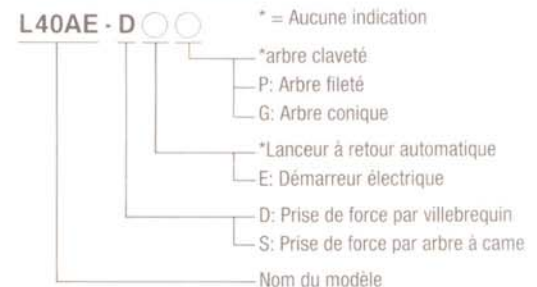 L40AE - D
* = Aucune indication
*arbre claveté
P: Arbre fileté
G: Arbre conique
*Lanceur à retour automatique
E: Démarreur électrique
D: Prise de force par villebrequin
S: Prise de force par arbre à came
Nom du modèle